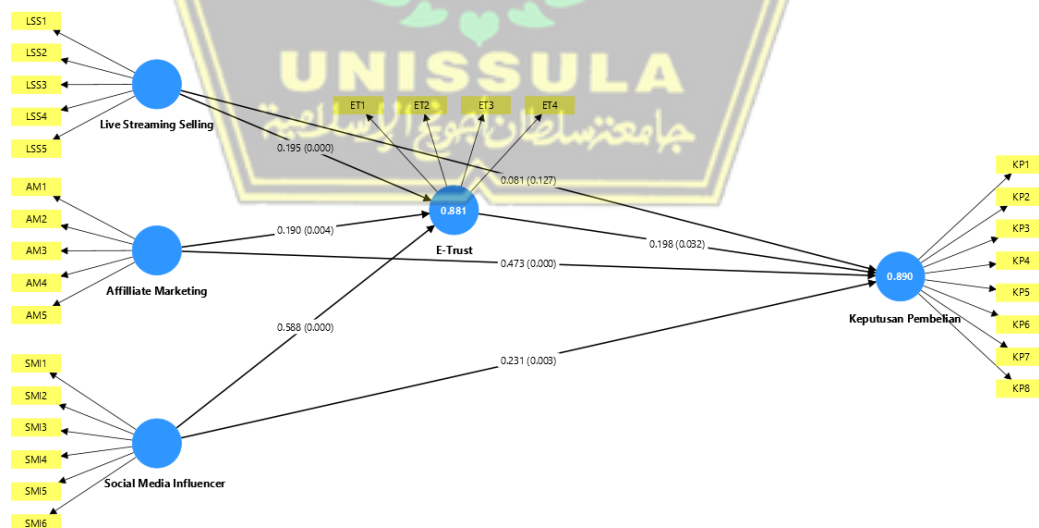 LSS1
LSS2
LSS3
LSS4
LSS5
Live Streaming Selling
UNISSULA
جامعتنسلطان أجونج الإسلامية
ET1
ET2
ET3
ET4
0.195 (0.000)
0.081 (0.127)
AM1
AM2
AM3
AM4
AM5
Affilliate Marketing
0.190 (0.004)
0.881
E-Trust
0.198 (0.032)
0.473 (0.000)
KP1
KP2
KP3
KP4
KP5
KP6
KP7
KP8
0.890
Keputusan Pembelian
0.588 (0.000)
0.231 (0.003)
SMI1
SMI2
SMI3
SMI4
SMI5
SMI6
Social Media Influencer